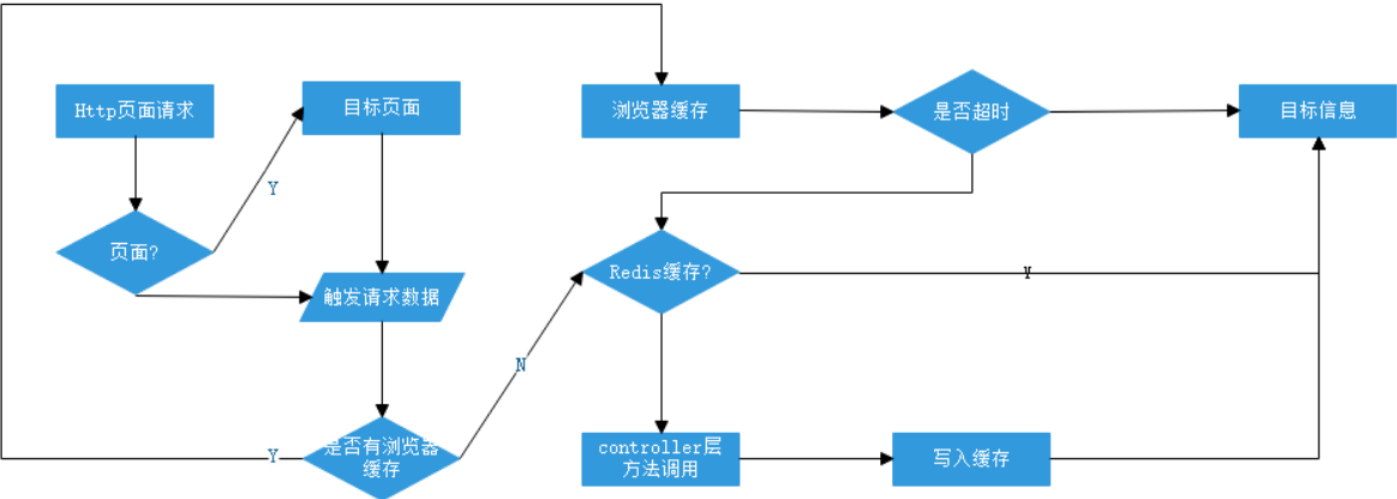 Http页面请求
目标页面
浏览器缓存
是否超时
目标信息
Y
页面?
触发请求数据
Redis缓存?
Y
N
Y
是否有浏览器
缓存
controller层
方法调用
写入缓存